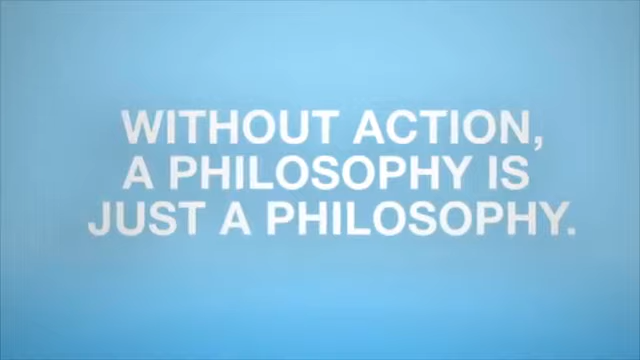 WITHOUT ACTION,
A PHILOSOPHY IS
JUST A PHILOSOPHY.